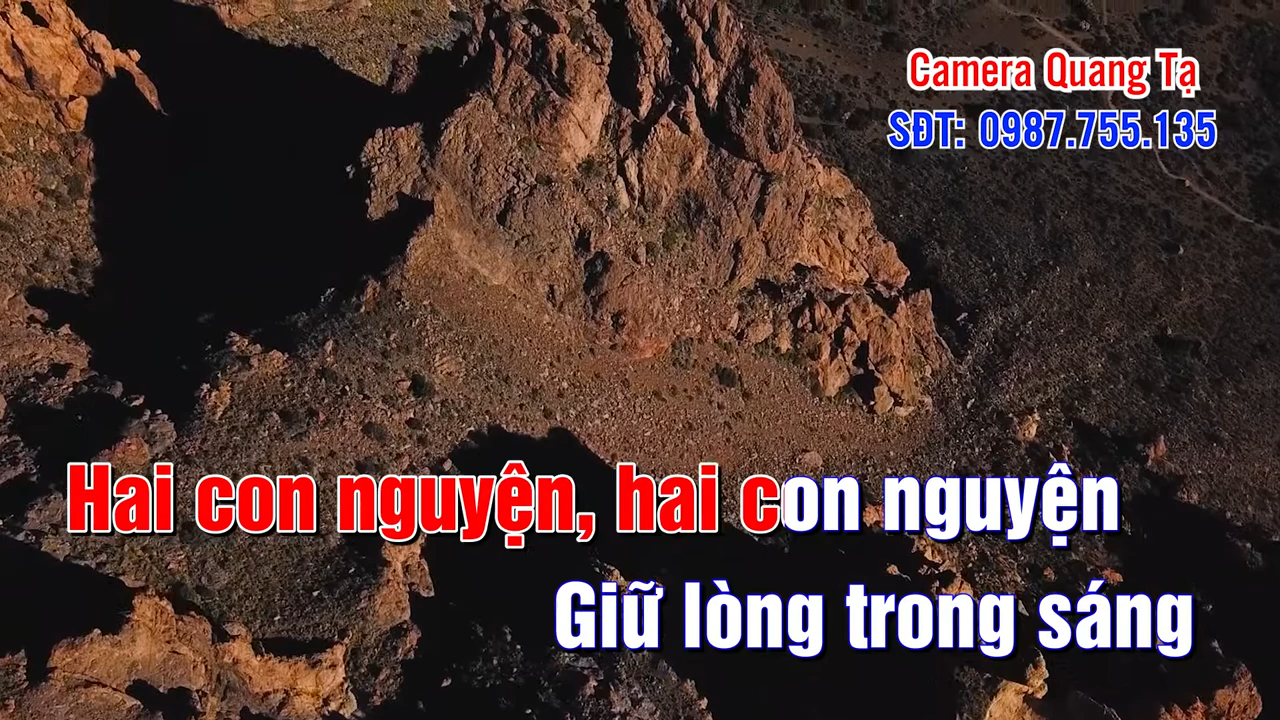 Camera Quang Tạ
SĐT: 0987.755.135
Hai con nguyện, hai con nguyện
Giữ lòng trong sáng